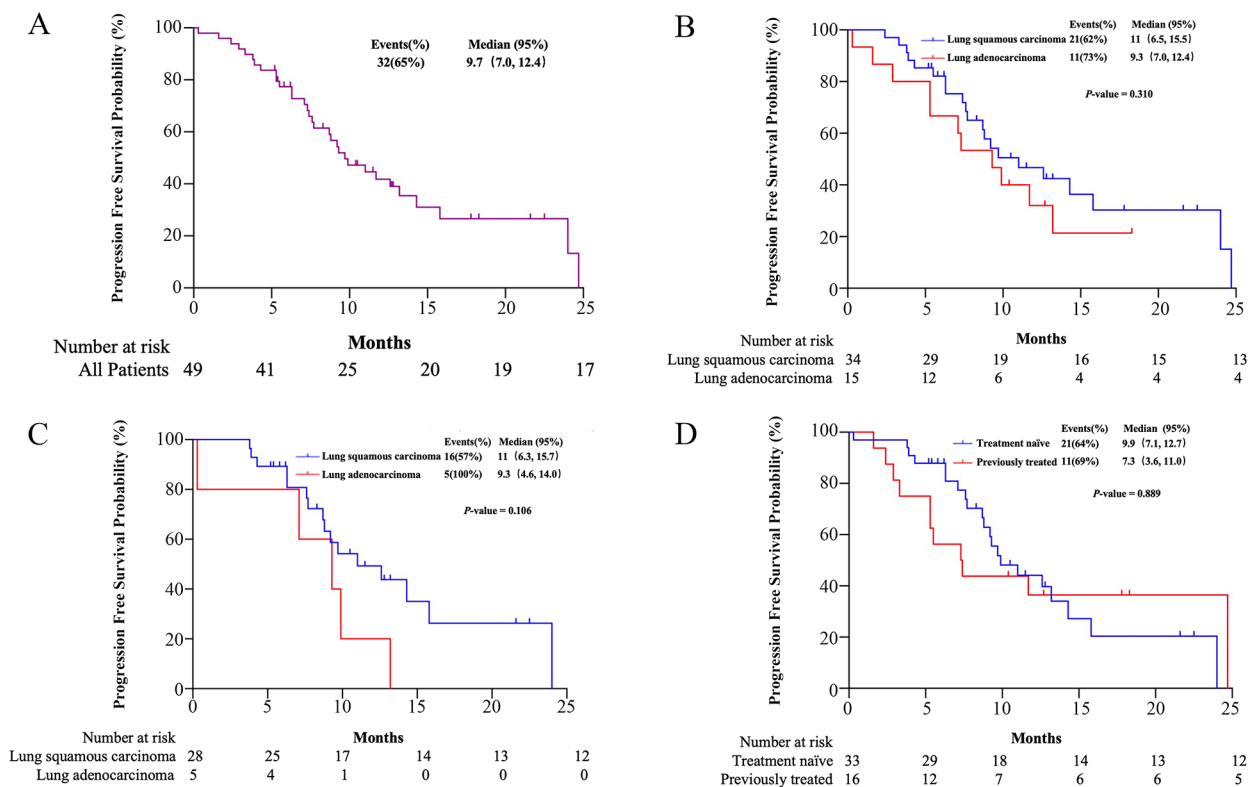 A
Progression Free Survival Probability (%)
100
80
60
40
20
0
Events(%) Median (95%)
32(65%) 9.7 (7.0, 12.4)
0 5 10 15 20 25
Months
Number at risk
All Patients 49 41 25 20 19 17
B
Progression Free Survival Probability (%)
100
80
60
40
20
0
Events(%) Median (95%)
Lung squamous carcinoma 21(62%) 11 (6.5, 15.5)
Lung adenocarcinoma 11(73%) 9.3 (7.0, 12.4)
P-value = 0.310
0 5 10 15 20 25
Months
Number at risk
Lung squamous carcinoma 34 29 19 16 15 13
Lung adenocarcinoma 15 12 6 4 4 4
C
Progression Free Survival Probability (%)
100
80
60
40
20
0
Events(%) Median (95%)
Lung squamous carcinoma 16(57%) 11 (6.3, 15.7)
Lung adenocarcinoma 5(100%) 9.3 (4.6, 14.0)
P-value = 0.106
0 5 10 15 20 25
Months
Number at risk
Lung squamous carcinoma 28 25 17 14 13 12
Lung adenocarcinoma 5 4 1 0 0 0
D
Progression Free Survival Probability (%)
100
80
60
40
20
0
Events(%) Median (95%)
Treatment naïve 21(64%) 9.9 (7.1, 12.7)
Previously treated 11(69%) 7.3 (3.6, 11.0)
P-value = 0.889
0 5 10 15 20 25
Months
Number at risk
Treatment naïve 33 29 18 14 13 12
Previously treated 16 12 7 6 6 5